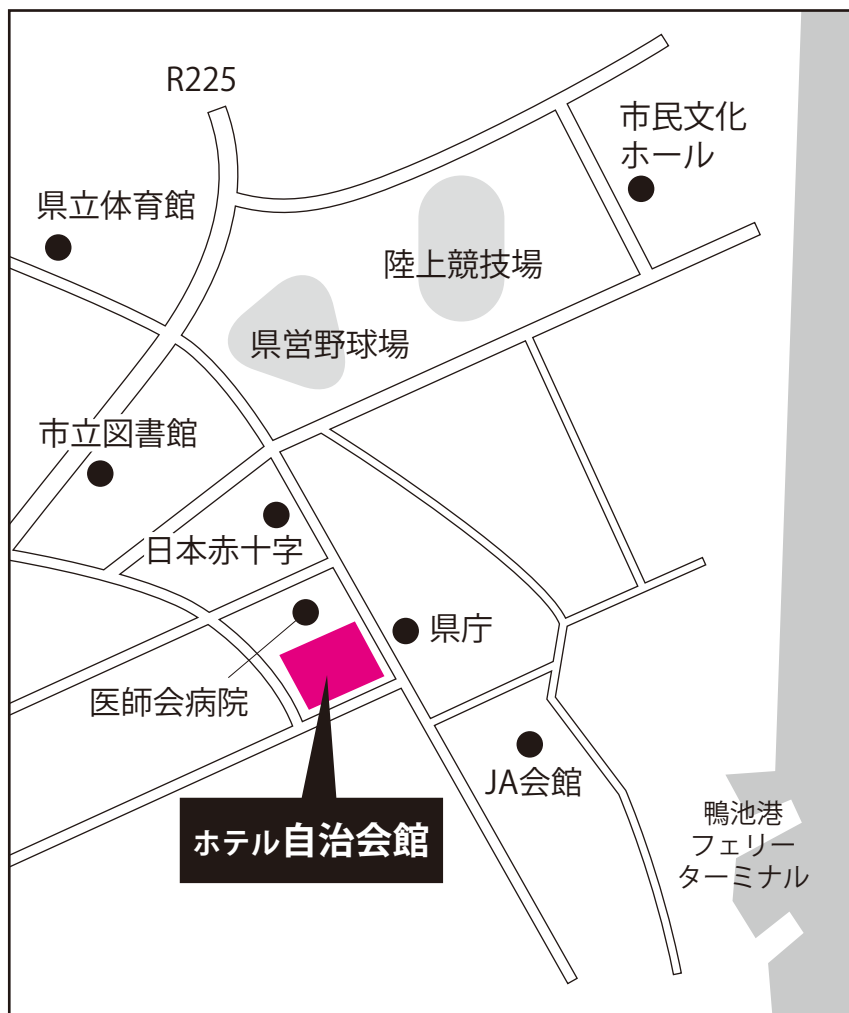 R225
市民文化
ホール
県立体育館
陸上競技場
県営野球場
市立図書館
日本赤十字
県庁
医師会病院
JA会館
ホテル自治会館
鴨池港
フェリー
ターミナル